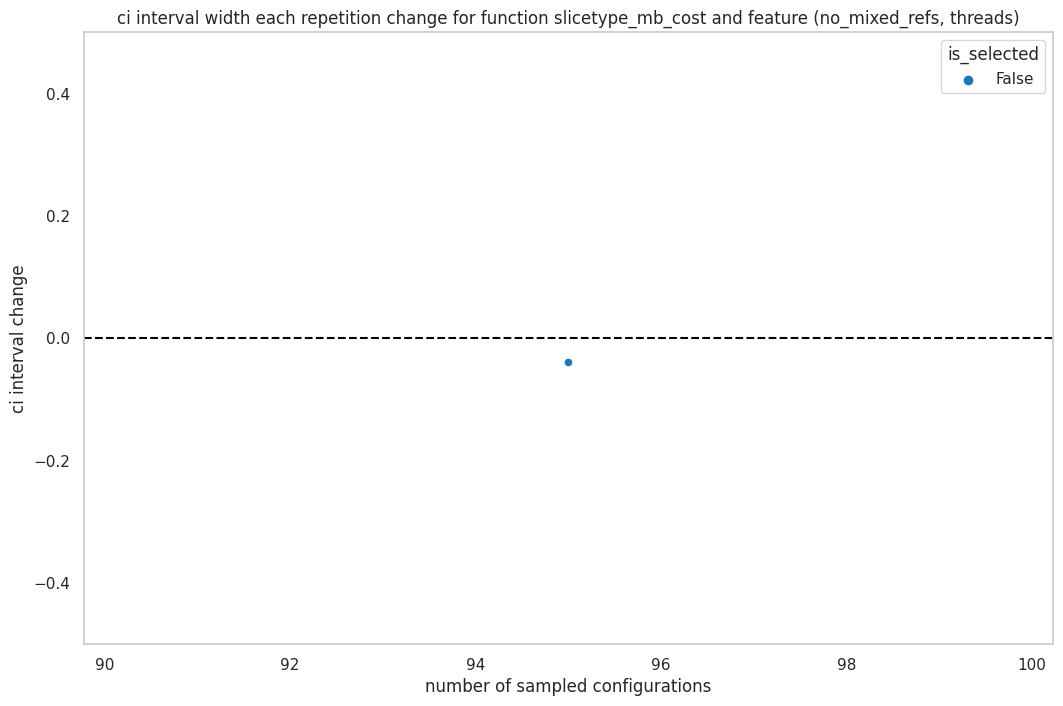 ci interval width each repetition change for function slicetype_mb_cost and feature (no_mixed_refs, threads)
is_selected
False
ci interval change
0.4
0.2
0.0
−0.2
−0.4
90 92 94 96 98 100
number of sampled configurations